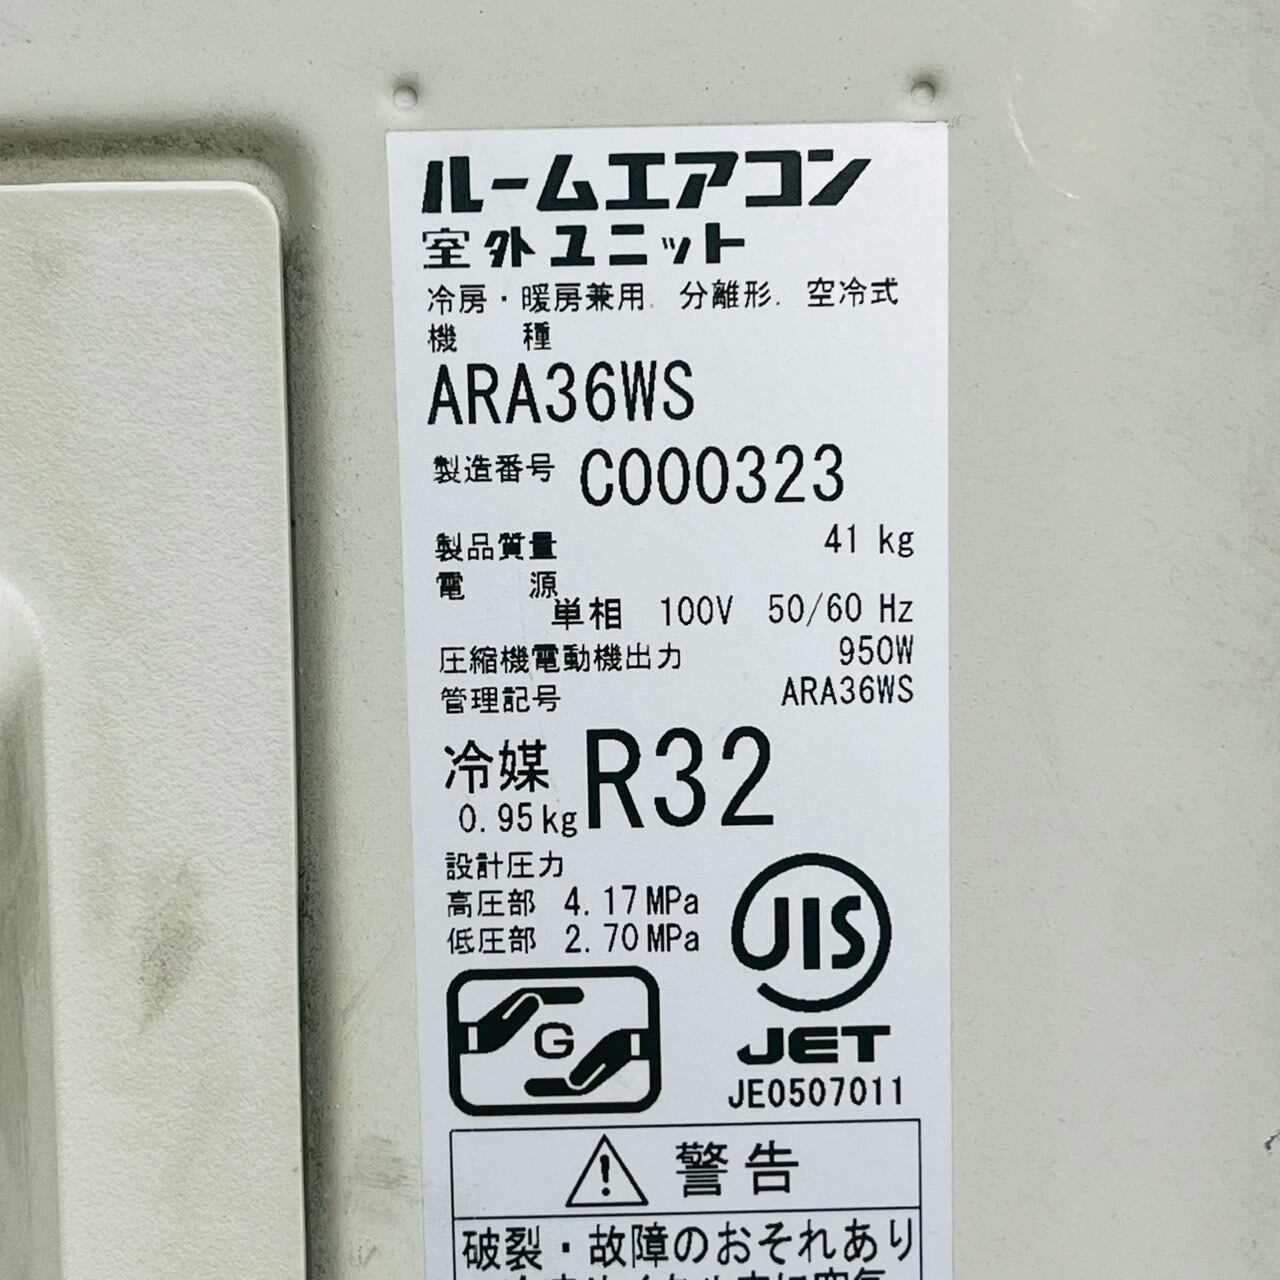 ルームエアコン
室外ユニット
冷房・暖房兼用. 分離形. 空冷式
機 種
ARA36WS
製造番号 C000323
製品質量 41 kg
電 源
単相 100V 50/60 Hz
圧縮機電動機出力 950W
管理記号 ARA36WS
冷媒 R32
0.95kg
設計圧力
高圧部 4.17MPa
低圧部 2.70MPa
JIS
G
JET
JE0507011
警告
破裂・故障のおそれあり